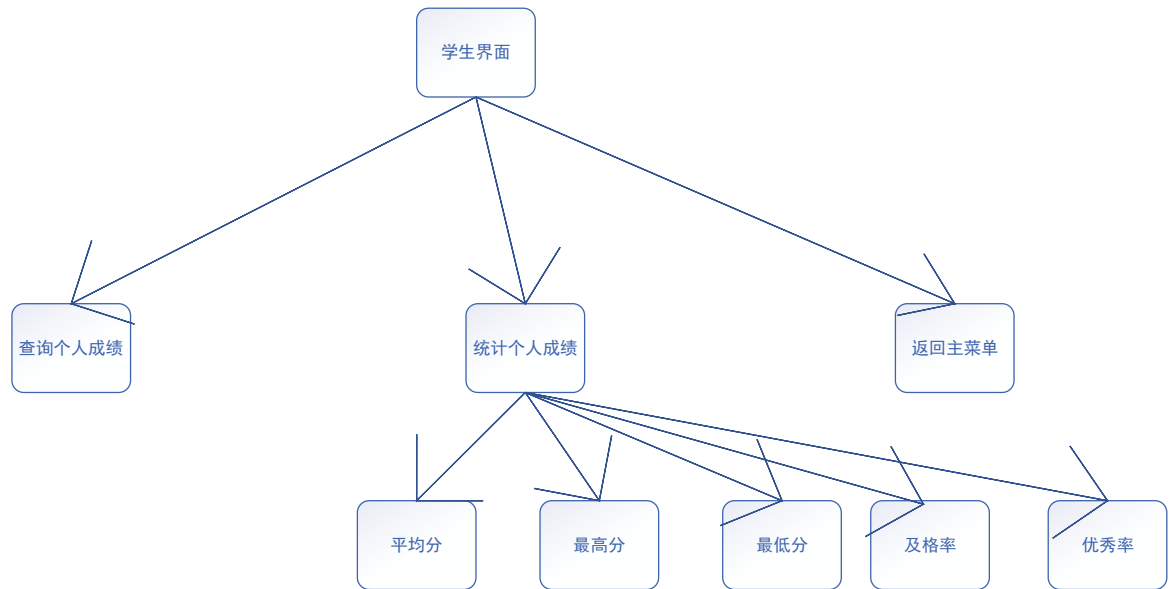 学生界面
查询个人成绩
统计个人成绩
返回主菜单
平均分
最高分
最低分
及格率
优秀率